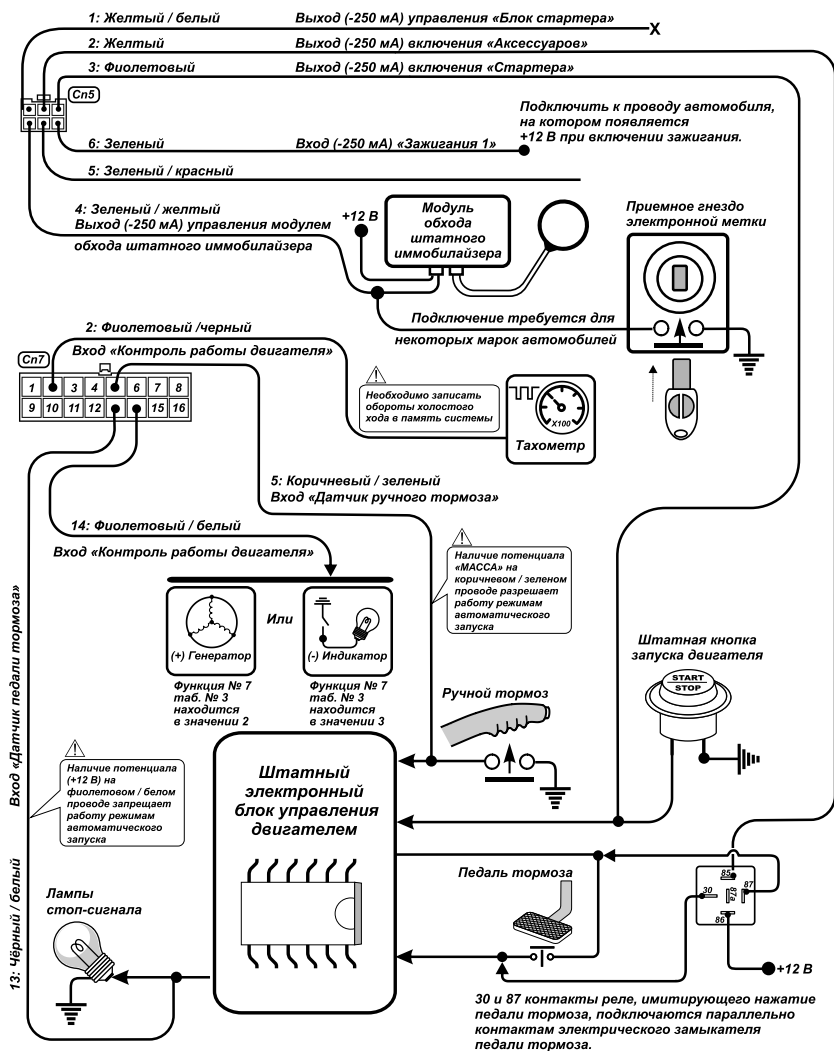 1: Желтый / белый Выход (-250 мА) управления «Блок стартера»
X
2: Желтый Выход (-250 мА) включения «Аксессуаров»
3: Фиолетовый Выход (-250 мА) включения «Стартера»
Сп5
Подключить к проводу автомобиля,
на котором появляется
+12 В при включении зажигания.
6: Зеленый Вход (-250 мА) «Зажигания 1»
5: Зеленый / красный
4: Зеленый / желтый
Выход (-250 мА) управления модулем
обхода штатного иммобилайзера
+12 В
Модуль
обхода
штатного
иммобилайзера
Приемное гнездо
электронной метки
Подключение требуется для
некоторых марок автомобилей
2: Фиолетовый /черный
Вход «Контроль работы двигателя»
Сп7
1 3 4 6 7 8
9 10 11 12 15 16
Необходимо записать
обороты холостого
хода в память системы
X100
Тахометр
5: Коричневый / зеленый
Вход «Датчик ручного тормоза»
14: Фиолетовый / белый
Вход «Контроль работы двигателя»
Наличие потенциала
«МАССА» на
коричневом / зеленом
проводе разрешает
работу режимам
автоматического
запуска
(+) Генератор
Или
(-) Индикатор
Функция № 7
таб. № 3
находится
в значении 2
Функция № 7
таб. № 3
находится
в значении 3
Штатная кнопка
запуска двигателя
START
STOP
Ручной тормоз
Вход «Датчик педали тормоза»
13: Чёрный / белый
Наличие потенциала
(+12 В) на
фиолетовом / белом
проводе запрещает
работу режимам
автоматического
запуска
Штатный
электронный
блок управления
двигателем
Педаль тормоза
85
30
87a
87
86
+12 В
Лампы
стоп-сигнала
30 и 87 контакты реле, имитирующего нажатие
педали тормоза, подключаются параллельно
контактам электрического замыкателя
педали тормоза.